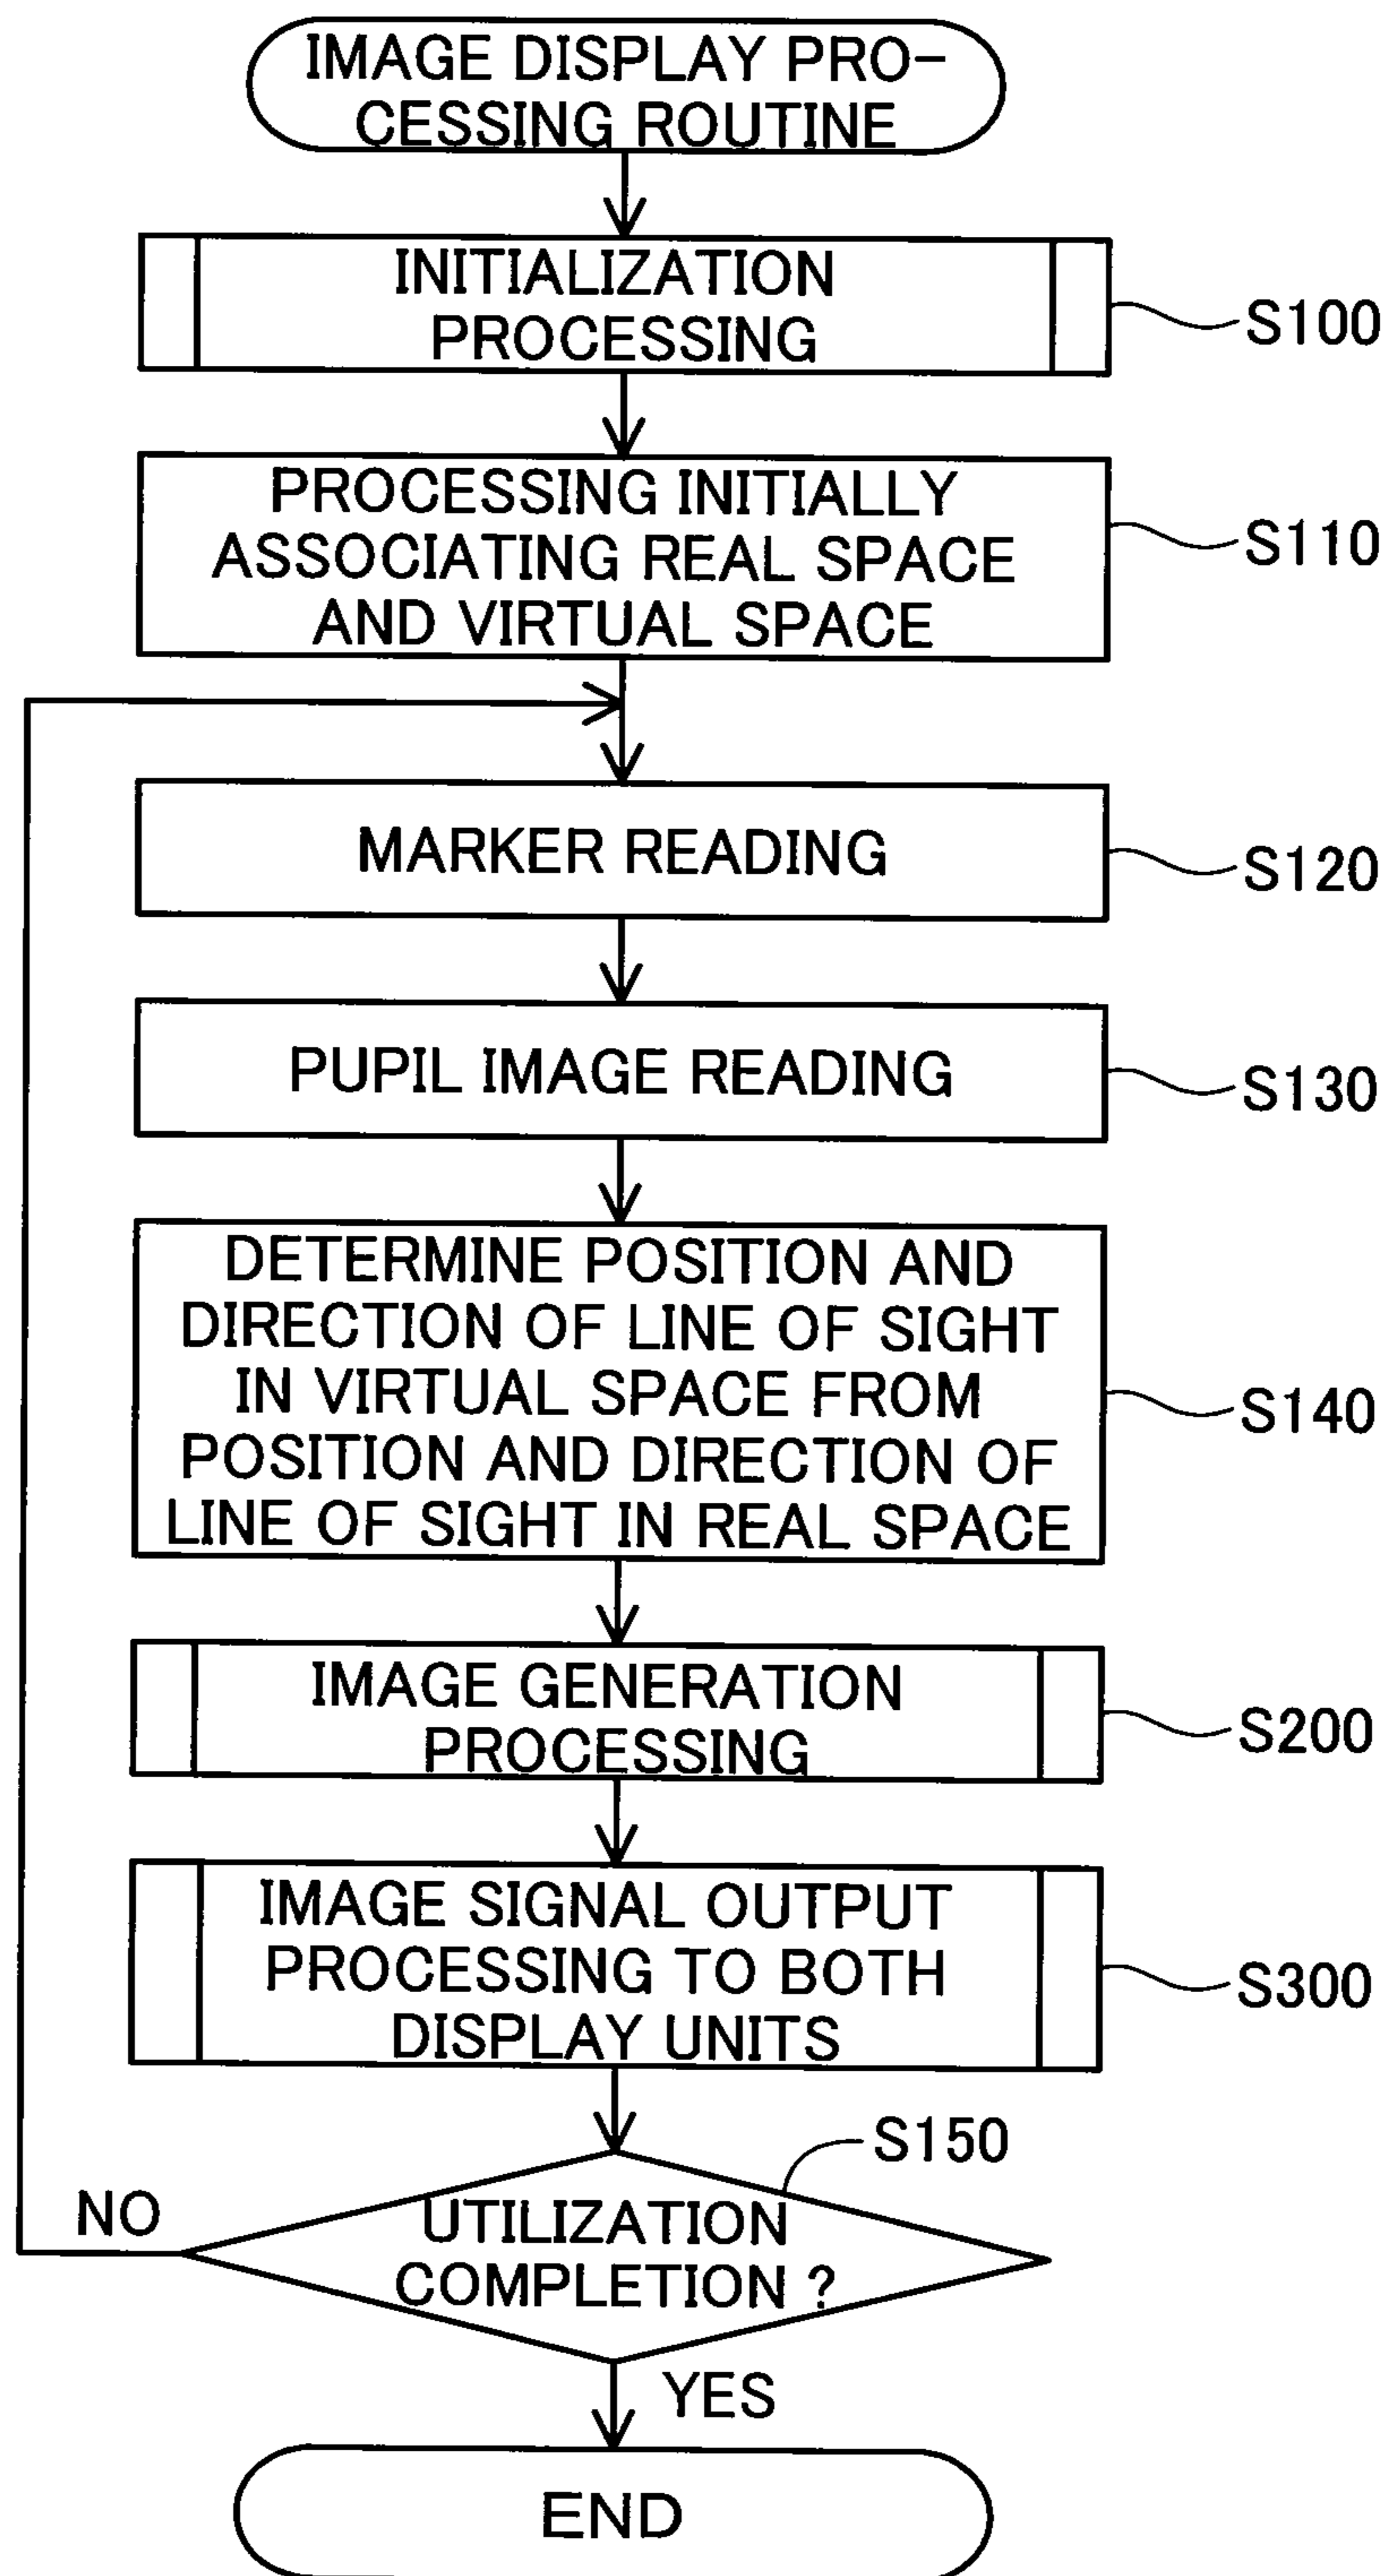 IMAGE DISPLAY PRO-
CESSING ROUTINE
INITIALIZATION
PROCESSING
S100
PROCESSING INITIALLY
ASSOCIATING REAL SPACE
AND VIRTUAL SPACE
S110
MARKER READING
S120
PUPIL IMAGE READING
S130
DETERMINE POSITION AND
DIRECTION OF LINE OF SIGHT
IN VIRTUAL SPACE FROM
POSITION AND DIRECTION OF
LINE OF SIGHT IN REAL SPACE
S140
IMAGE GENERATION
PROCESSING
S200
IMAGE SIGNAL OUTPUT
PROCESSING TO BOTH
DISPLAY UNITS
S300
S150
UTILIZATION
COMPLETION ?
NO
YES
END